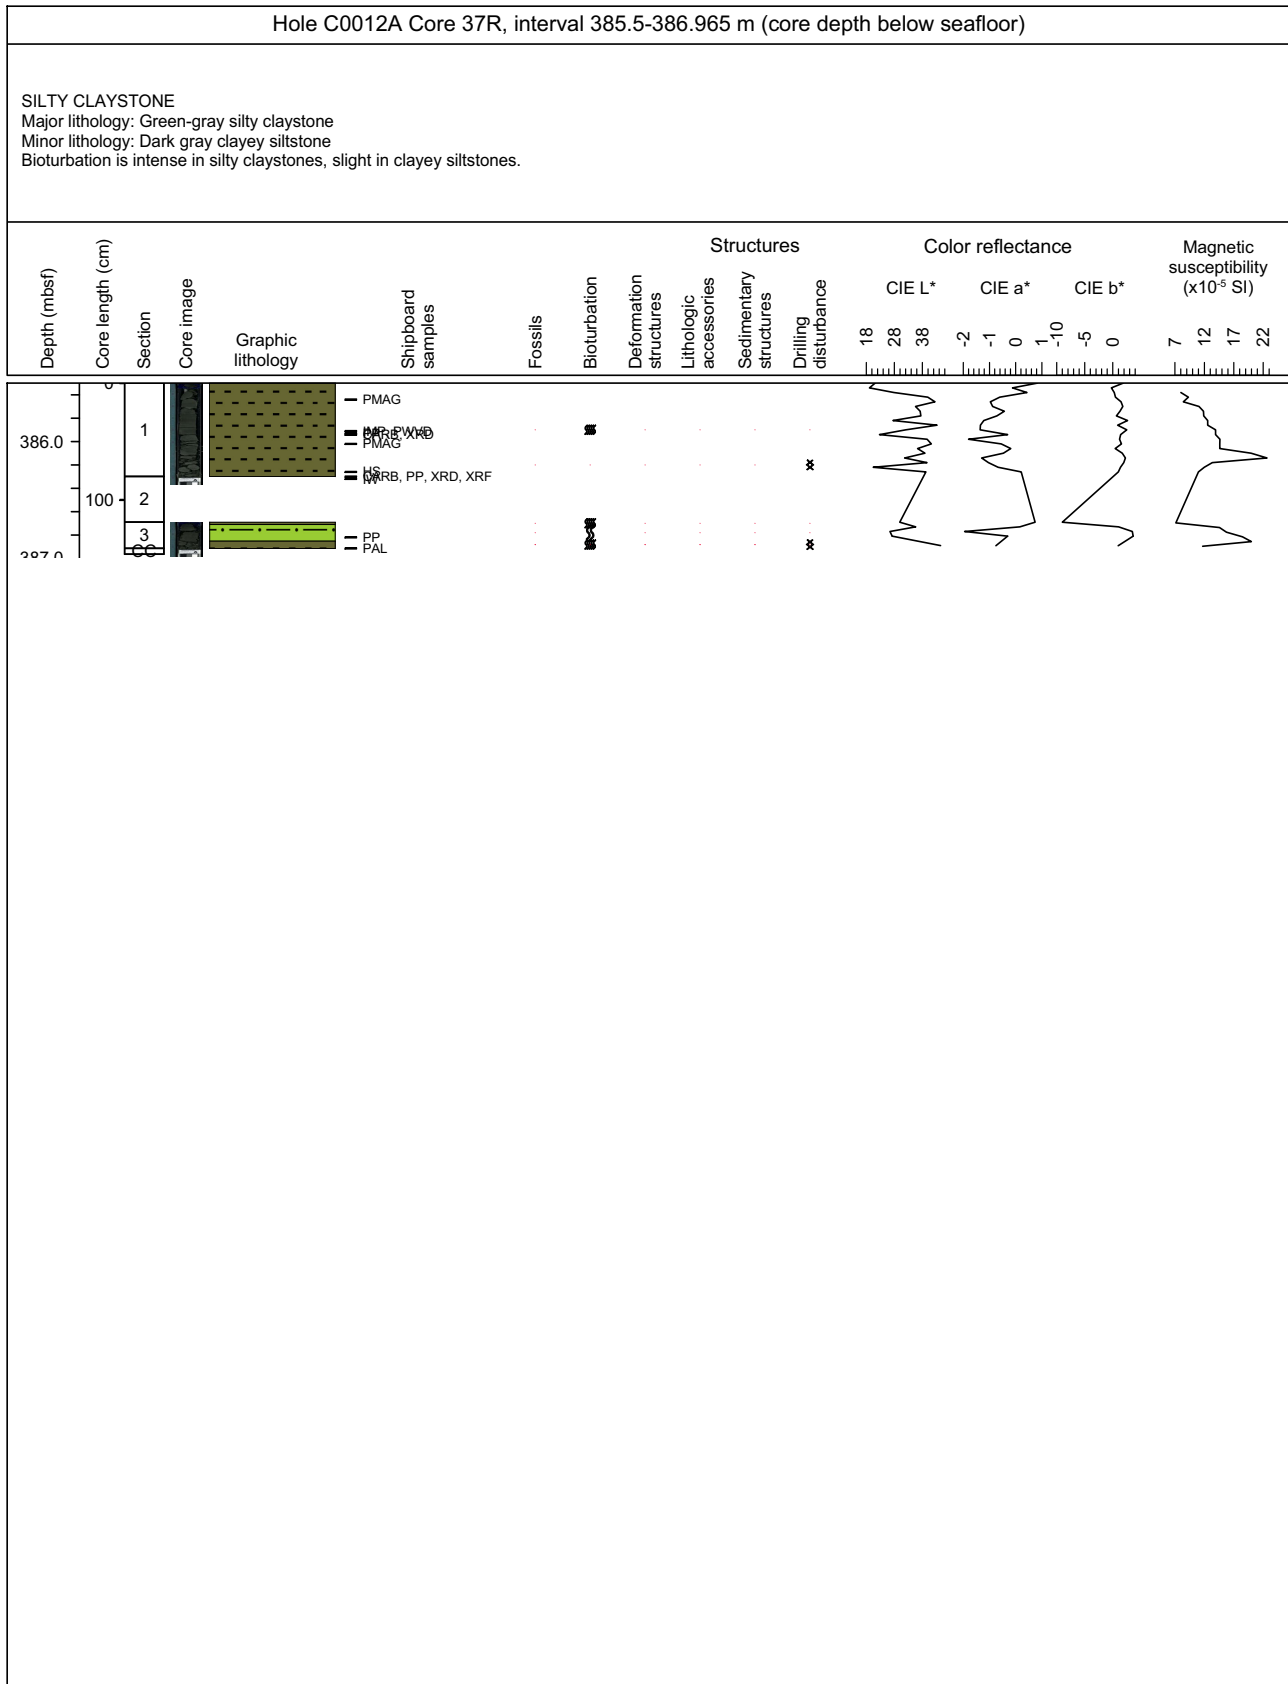 Hole C0012A Core 37R, interval 385.5-386.965 m (core depth below seafloor)
SILTY CLAYSTONE
Major lithology: Green-gray silty claystone
Minor lithology: Dark gray clayey siltstone
Bioturbation is intense in silty claystones, slight in clayey siltstones.
Depth (mbsf)
Core length (cm)
Section
Core image
Graphic
lithology
Shipboard
samples
Fossils
Bioturbation
Deformation
structures
Structures
Lithologic
accessories
Sedimentary
structures
Drilling
disturbance
Color reflectance
CIE L*
CIE a*
CIE b*
Magnetic
susceptibility
(x10-5 SI)
18 28 38
-2 -1 0 1
-10 -5 0
7 12 17 22
0
PMAG
1
XRD
386.0
PMAG
HS
PP, XRD, XRF
100
2
3
PP
CC
PAL
387.0